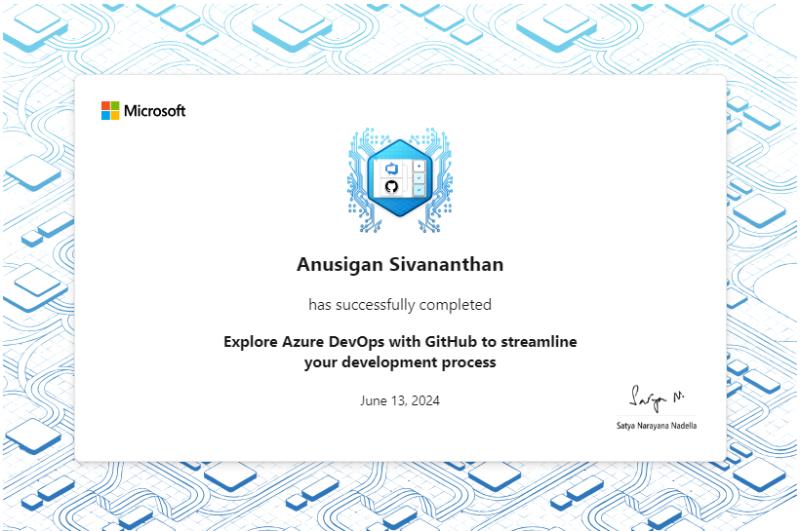 Microsoft
Anusigan Sivananthan
has successfully completed
Explore Azure DevOps with GitHub to streamline
your development process
June 13, 2024
Satya N.
Satya Narayana Nadella